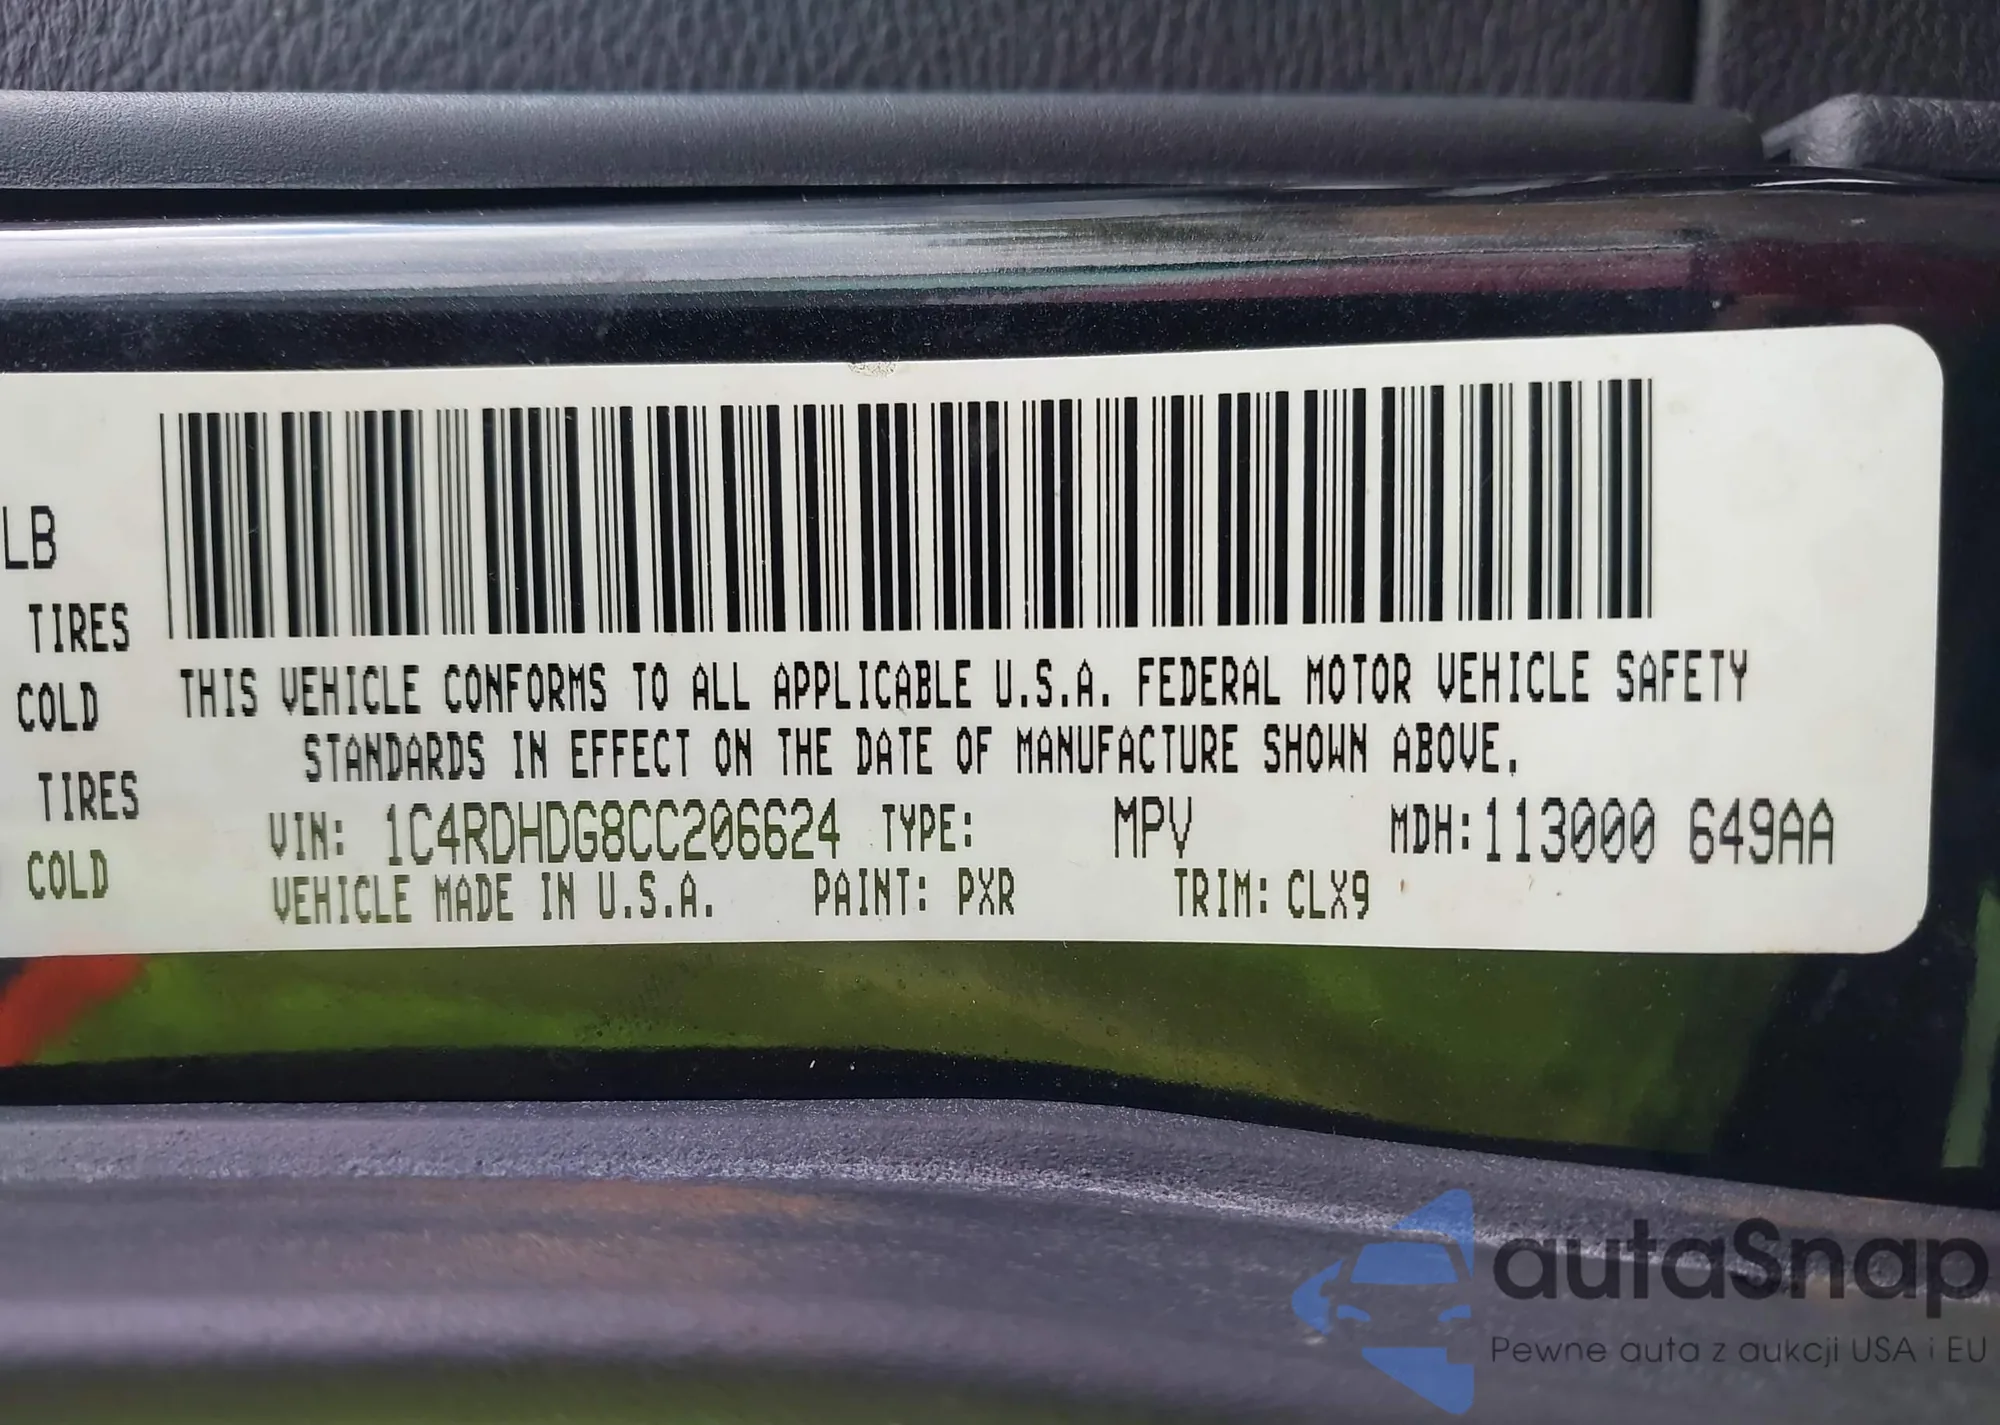 LB
TIRES
COLD
TIRES
COLD
THIS VEHICLE CONFORMS TO ALL APPLICABLE U.S.A. FEDERAL MOTOR VEHICLE SAFETY
STANDARDS IN EFFECT ON THE DATE OF MANUFACTURE SHOWN ABOVE.
VIN: 1C4RDHDG8CC206624 TYPE: MPV MDH:113000 649AA
VEHICLE MADE IN U.S.A. PAINT: PXR TRIM: CLX9
autaSnap
Pewne auta z aukcji USA i EU